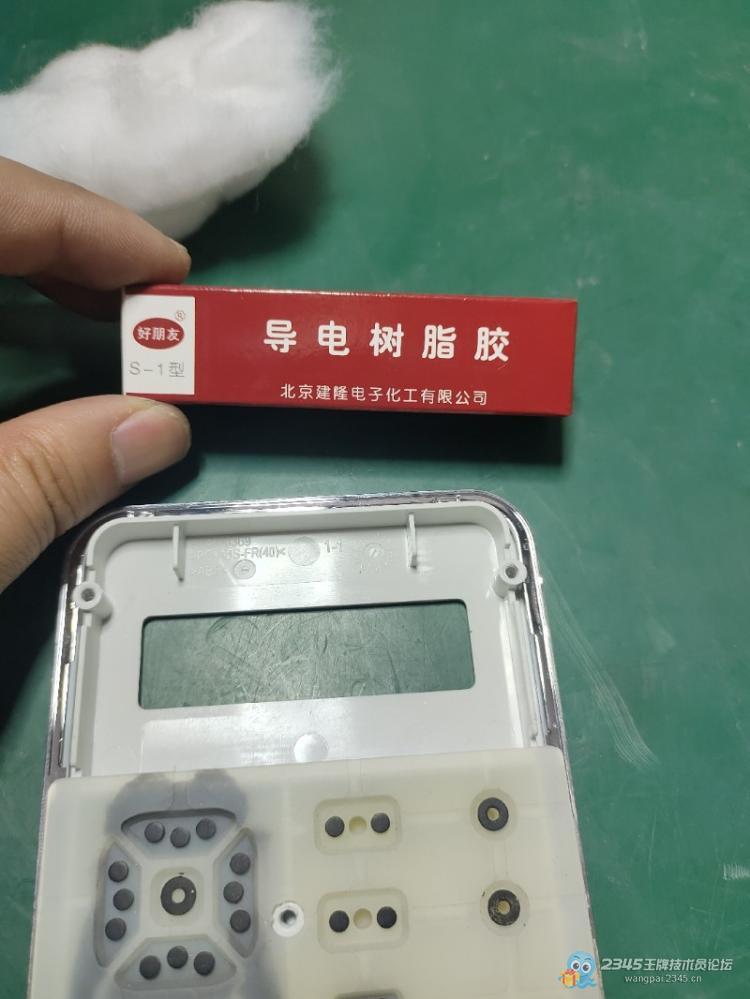 好朋友
®
S-1型
导电树脂胶
北京建隆电子化工有限公司
S-FR(40)<
1-1
2345王牌技术员论坛
wangpai.2345.cn